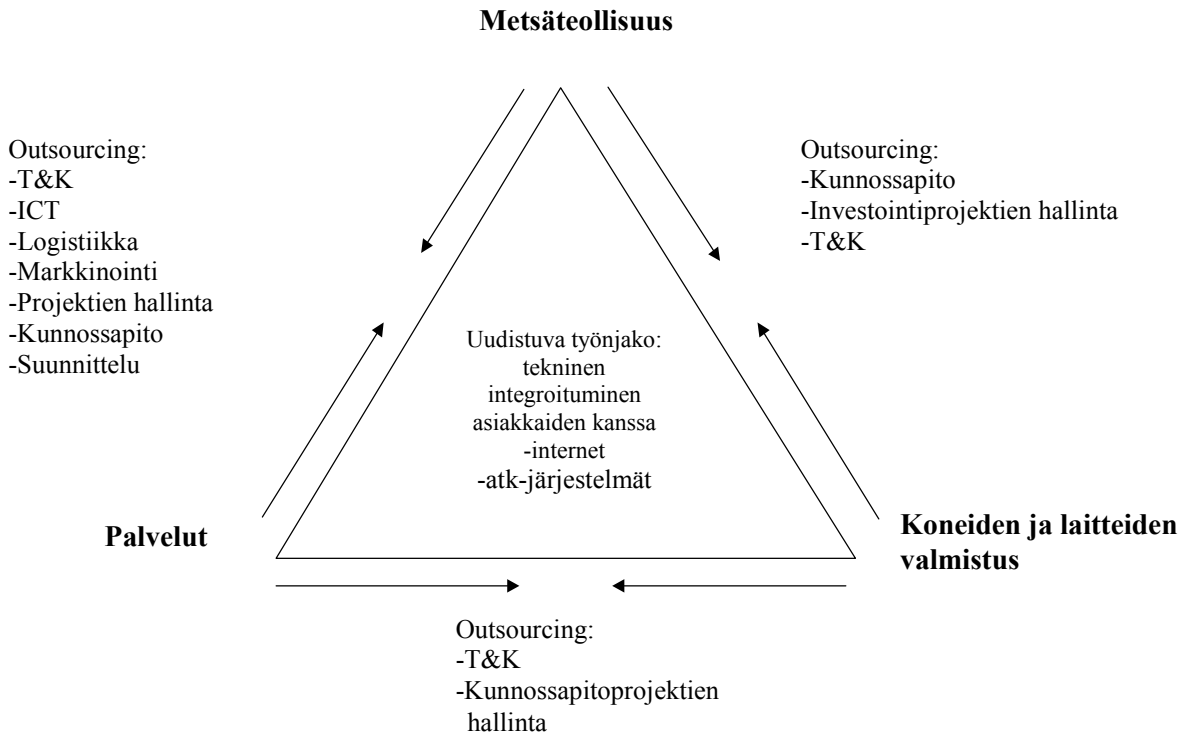 Metsäteollisuus
Outsourcing:
-T&K
-ICT
-Logistiikka
-Markkinointi
-Projektien hallinta
-Kunnossapito
-Suunnittelu
Outsourcing:
-Kunnossapito
-Investointiprojektien hallinta
-T&K
Uudistuva työnjako:
tekninen
integroituminen
asiakkaiden kanssa
-internet
-atk-järjestelmät
Palvelut
Koneiden ja laitteiden
valmistus
Outsourcing:
-T&K
-Kunnossapitoprojektien
hallinta